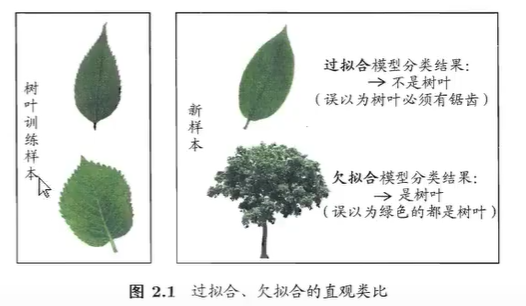 树叶训练样本
新样本
过拟合模型分类结果:
→ 不是树叶
(误以为树叶必须有锯齿)
欠拟合模型分类结果:
→ 是树叶
(误以为绿色的都是树叶)
图 2.1 过拟合、欠拟合的直观类比